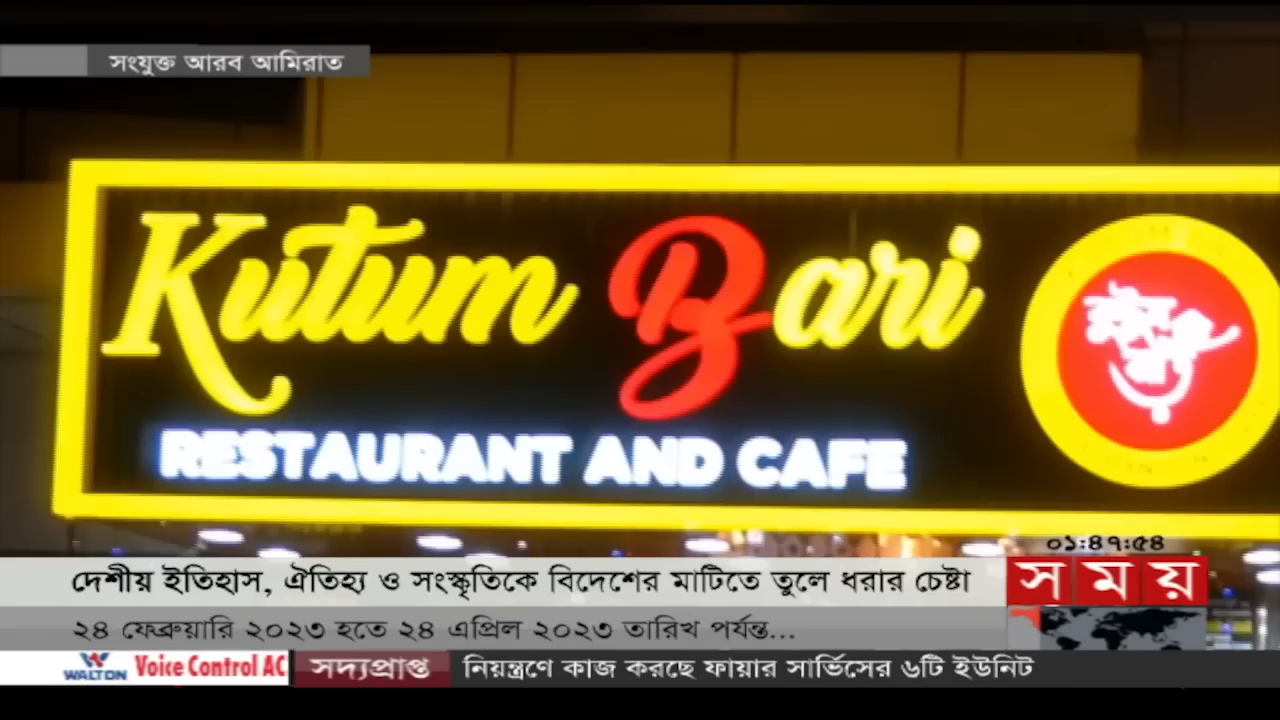 সংযুক্ত আরব আমিরাত
Kutum Bari
RESTAURANT AND CAFE
০১:৪৭:৫৪
দেশীয় ইতিহাস, ঐতিহ্য ও সংস্কৃতিকে বিদেশের মাটিতে তুলে ধরার চেষ্টা
সময়
২৪ ফেব্রুয়ারি ২০২৩ হতে ২৪ এপ্রিল ২০২৩ তারিখ পর্যন্ত...
WALTON Voice Control AC সদ্যপ্রাপ্ত নিয়ন্ত্রণে কাজ করছে ফায়ার সার্ভিসের ৬টি ইউনিট